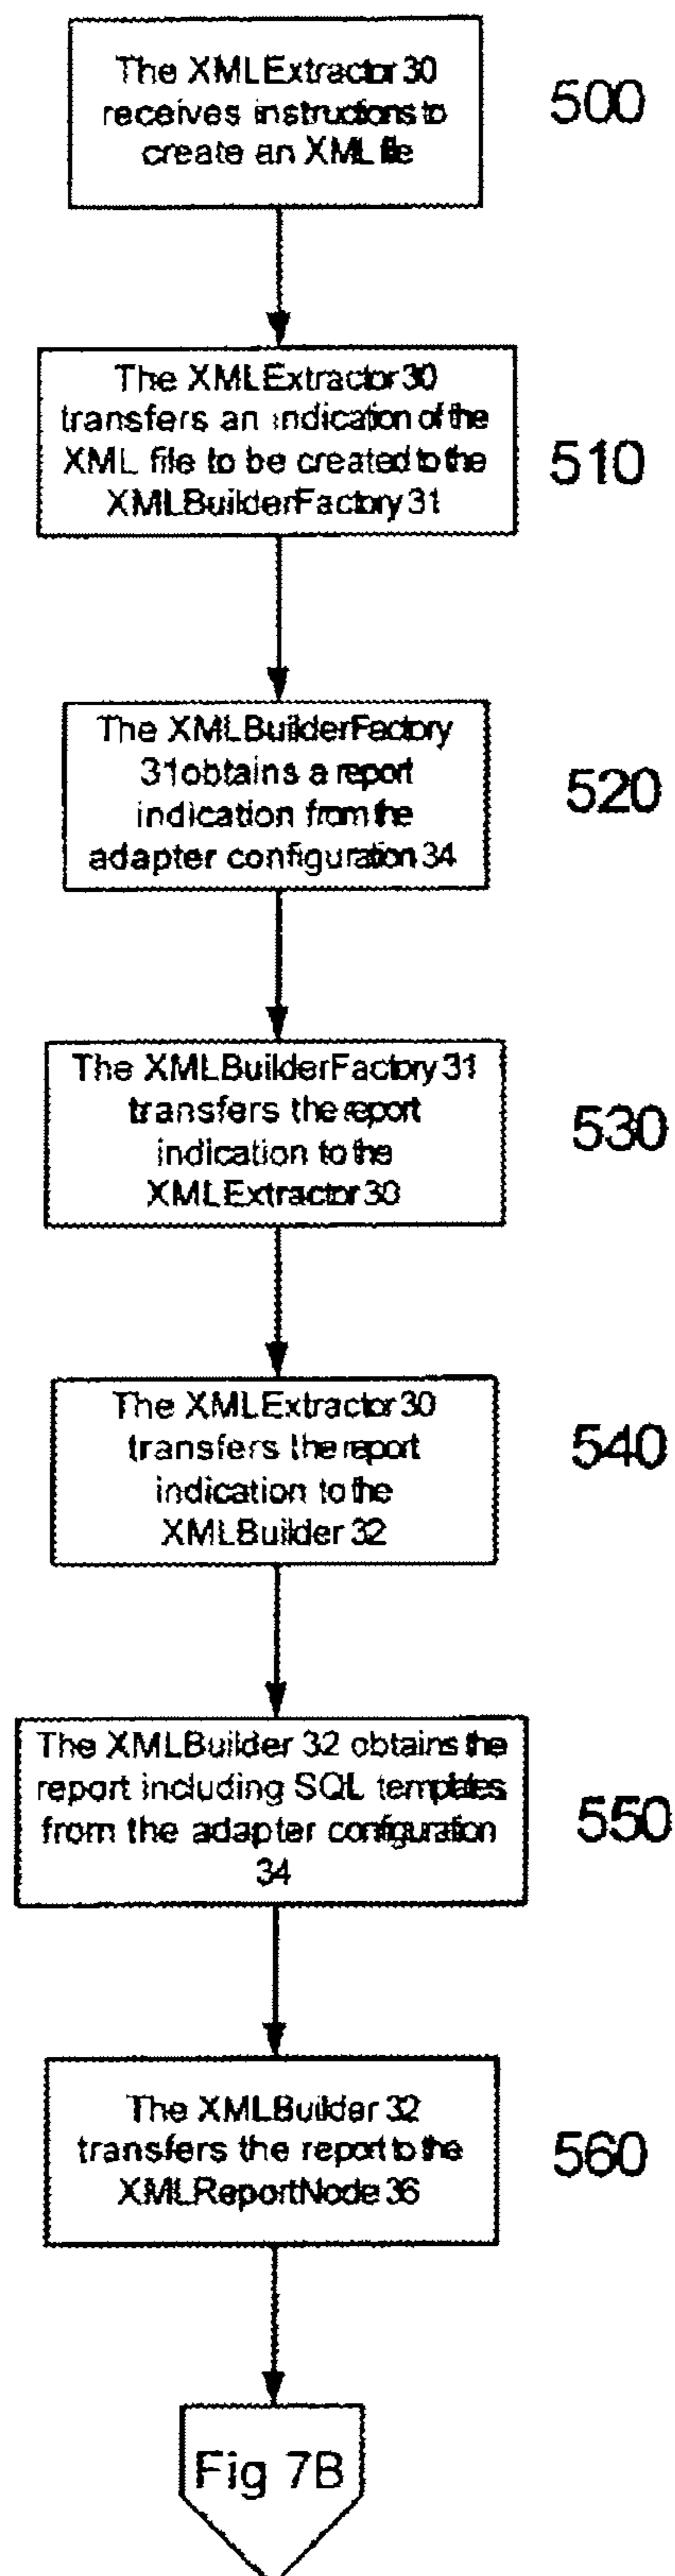 The XMLExtractor 30
receives instructions to
create an XML file
500
The XMLExtractor 30
transfers an indication of the
XML file to be created to the
XMLBuilderFactory 31
510
The XMLBuilderFactory
31 obtains a report
indication from the
adapter configuration 34
520
The XMLBuilderFactory 31
transfers the report
indication to the
XMLExtractor 30
530
The XMLExtractor 30
transfers the report
indication to the
XMLBuilder 32
540
The XMLBuilder 32 obtains the
report including SQL templates
from the adapter configuration
34
550
The XMLBuilder 32
transfers the report to the
XMLReportNode 36
560
Fig 7B